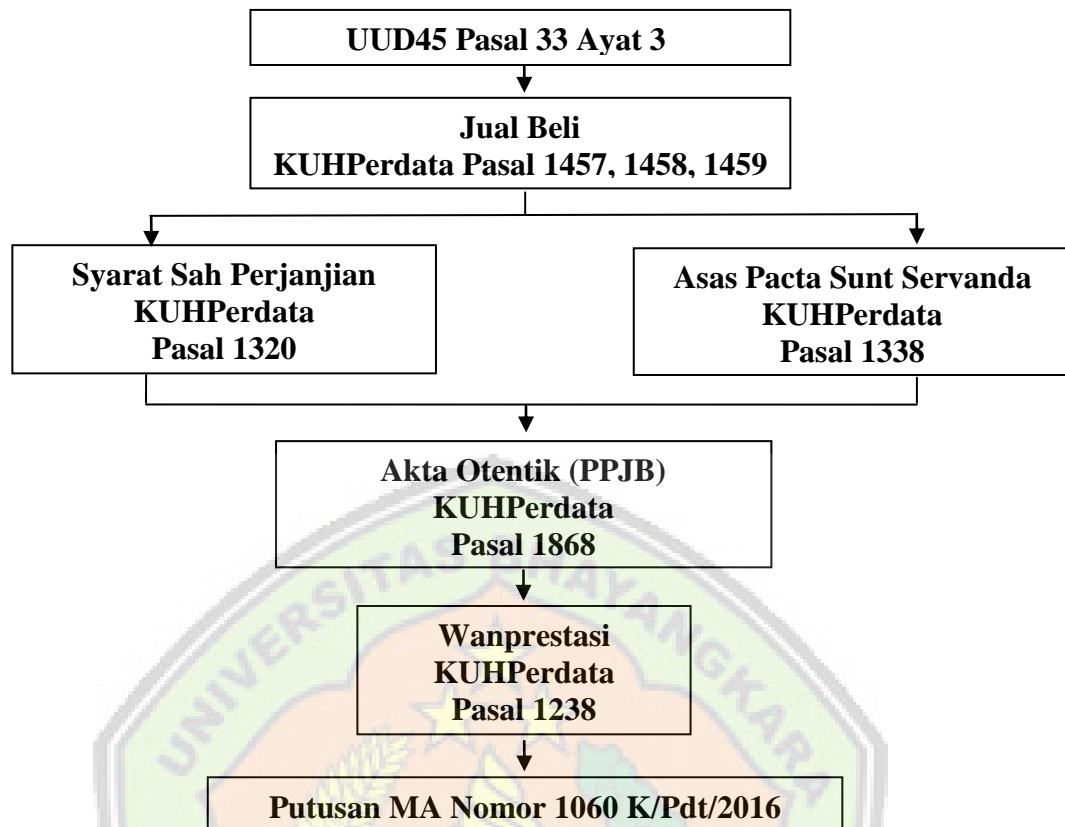 UUD45 Pasal 33 Ayat 3
Jual Beli
KUHPerdata Pasal 1457, 1458, 1459
Syarat Sah Perjanjian
KUHPerdata
Pasal 1320
Asas Pacta Sunt Servanda
KUHPerdata
Pasal 1338
Akta Otentik (PPJB)
KUHPerdata
Pasal 1868
Wanprestasi
KUHPerdata
Pasal 1238
Putusan MA Nomor 1060 K/Pdt/2016
UNIVERSITAS BHAYANGKARA